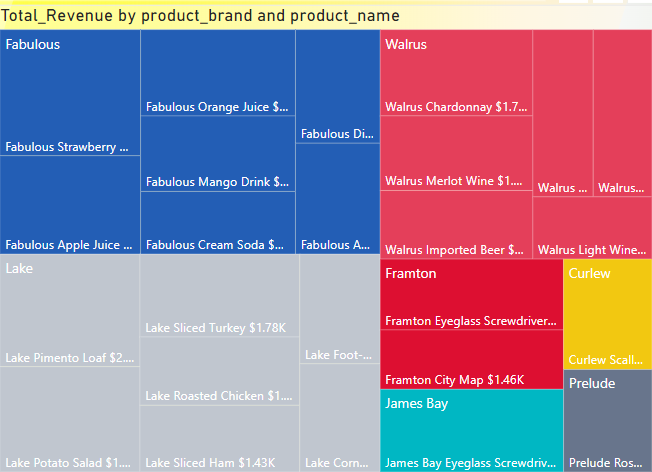 Total_Revenue by product_brand and product_name
Fabulous
Fabulous Strawberry ...
Fabulous Apple Juice ...
Fabulous Orange Juice $...
Fabulous Mango Drink $...
Fabulous Cream Soda $...
Fabulous Di...
Fabulous A...
Walrus
Walrus Chardonnay $1.7...
Walrus Merlot Wine $1....
Walrus Imported Beer $...
Walrus ...
Walrus...
Walrus Light Wine...
Lake
Lake Pimento Loaf $2....
Lake Potato Salad $1....
Lake Sliced Turkey $1.78K
Lake Roasted Chicken $1....
Lake Sliced Ham $1.43K
Lake Foot-...
Lake Corn...
Framton
Framton Eyeglass Screwdriver...
Framton City Map $1.46K
James Bay
James Bay Eyeglass Screwdriv...
Curlew
Curlew Scall...
Prelude
Prelude Ros...